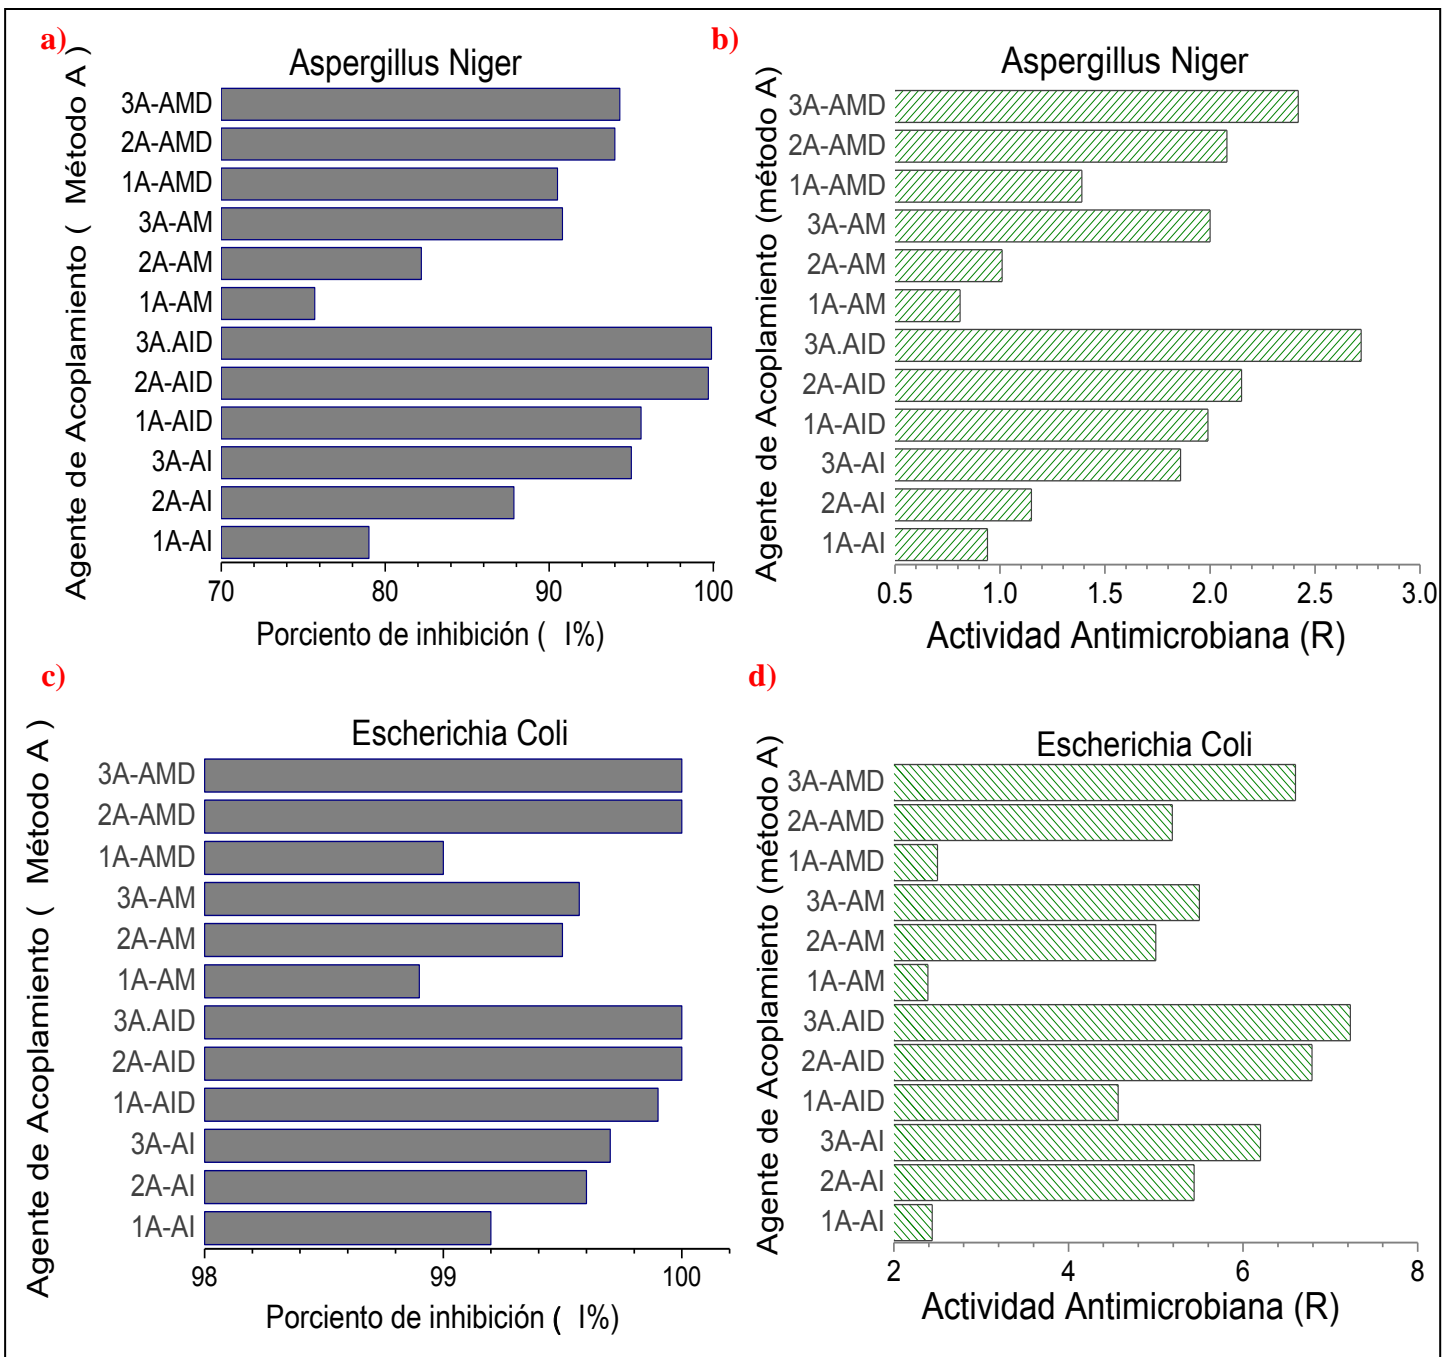 a)
Aspergillus Niger
Agente de Acoplamiento ( Método A )
3A-AMD
2A-AMD
1A-AMD
3A-AM
2A-AM
1A-AM
3A.AID
2A-AID
1A-AID
3A-AI
2A-AI
1A-AI
70 80 90 100
Porciento de inhibición ( I%)
b)
Aspergillus Niger
Agente de Acoplamiento (método A)
3A-AMD
2A-AMD
1A-AMD
3A-AM
2A-AM
1A-AM
3A.AID
2A-AID
1A-AID
3A-AI
2A-AI
1A-AI
0.5 1.0 1.5 2.0 2.5 3.0
Actividad Antimicrobiana (R)
c)
Escherichia Coli
Agente de Acoplamiento ( Método A )
3A-AMD
2A-AMD
1A-AMD
3A-AM
2A-AM
1A-AM
3A.AID
2A-AID
1A-AID
3A-AI
2A-AI
1A-AI
98 99 100
Porciento de inhibición ( I%)
d)
Escherichia Coli
Agente de Acoplamiento (método A)
3A-AMD
2A-AMD
1A-AMD
3A-AM
2A-AM
1A-AM
3A.AID
2A-AID
1A-AID
3A-AI
2A-AI
1A-AI
2 4 6 8
Actividad Antimicrobiana (R)